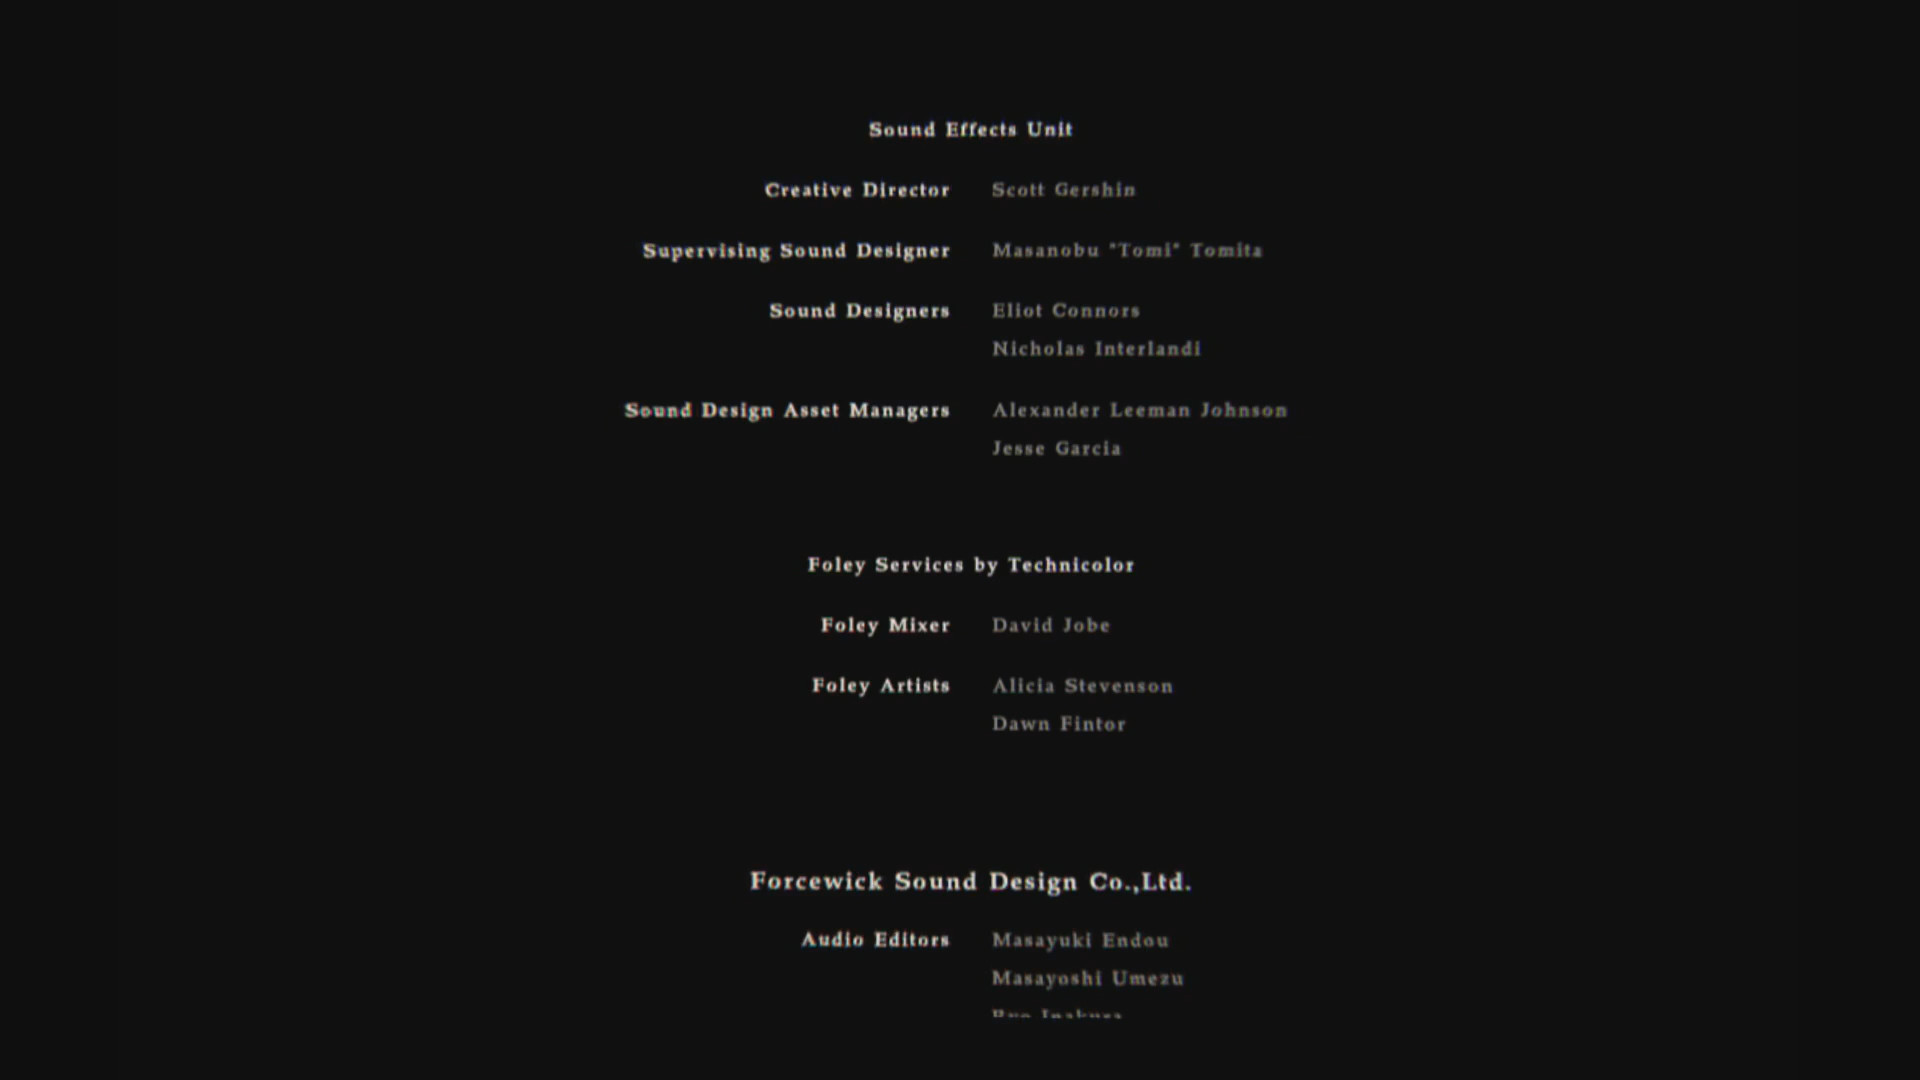 Sound Effects Unit
Creative Director Scott Gershin
Supervising Sound Designer Masanobu "Tomi" Tomita
Sound Designers Eliot Connors
Nicholas Interlandi
Sound Design Asset Managers Alexander Leeman Johnson
Jesse Garcia
Foley Services by Technicolor
Foley Mixer David Jobe
Foley Artists Alicia Stevenson
Dawn Fintor
Forcewick Sound Design Co.,Ltd.
Audio Editors Masayuki Endou
Masayoshi Umezu